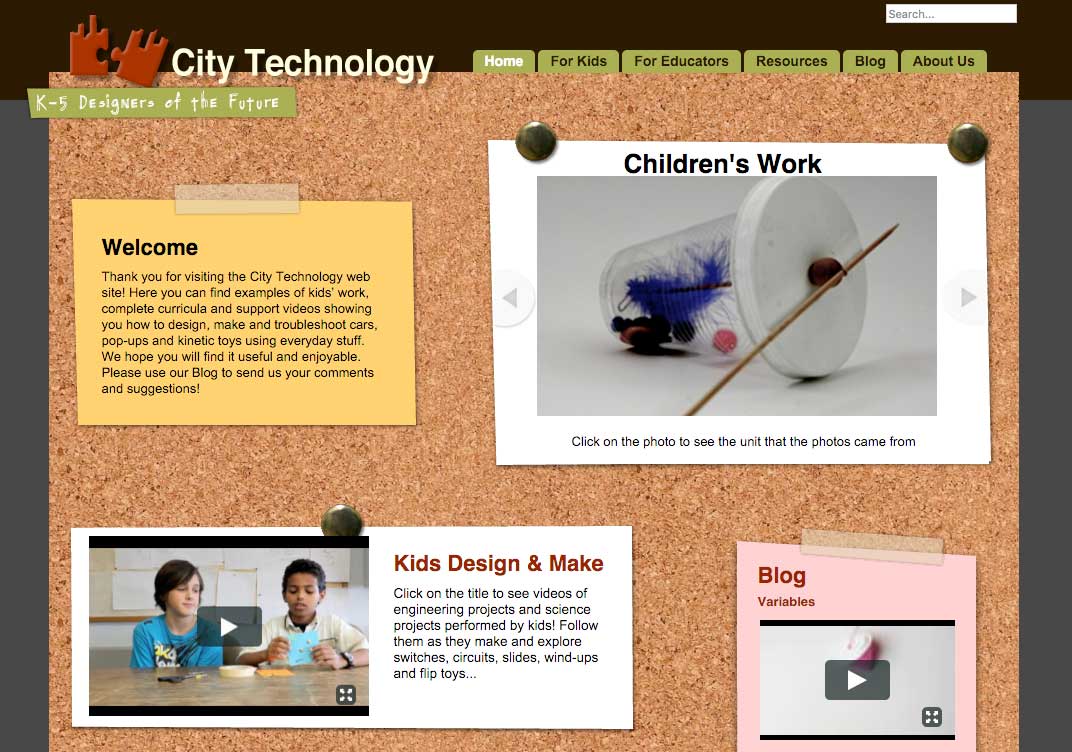 Search...
City Technology
K-5 Designers of the Future
Home
For Kids
For Educators
Resources
Blog
About Us
Children's Work
Click on the photo to see the unit that the photos came from
Welcome
Thank you for visiting the City Technology web
site! Here you can find examples of kids' work,
complete curricula and support videos showing
you how to design, make and troubleshoot cars,
pop-ups and kinetic toys using everyday stuff.
We hope you will find it useful and enjoyable.
Please use our Blog to send us your comments
and suggestions!
Kids Design & Make
Click on the title to see videos of
engineering projects and science
projects performed by kids! Follow
them as they make and explore
switches, circuits, slides, wind-ups
and flip toys...
Blog
Variables